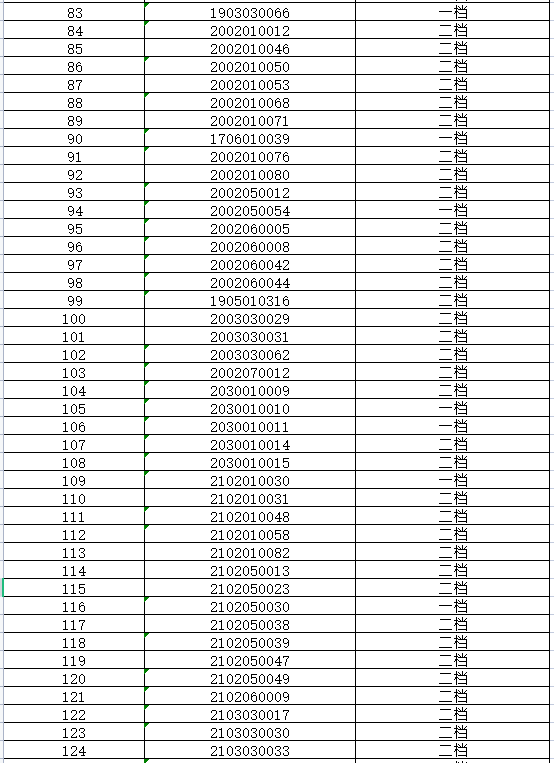 83 1903030066 一档
84 2002010012 二档
85 2002010046 二档
86 2002010050 二档
87 2002010053 二档
88 2002010068 二档
89 2002010071 二档
90 1706010039 一档
91 2002010076 二档
92 2002010080 二档
93 2002050012 二档
94 2002050054 一档
95 2002060005 二档
96 2002060008 二档
97 2002060042 二档
98 2002060044 二档
99 1905010316 二档
100 2003030029 二档
101 2003030031 二档
102 2003030062 二档
103 2002070012 二档
104 2030010009 二档
105 2030010010 一档
106 2030010011 一档
107 2030010014 二档
108 2030010015 二档
109 2102010030 一档
110 2102010031 二档
111 2102010048 二档
112 2102010058 二档
113 2102010082 二档
114 2102050013 二档
115 2102050023 二档
116 2102050030 一档
117 2102050038 二档
118 2102050039 二档
119 2102050047 二档
120 2102050049 二档
121 2102060009 二档
122 2103030017 二档
123 2103030030 二档
124 2103030033 二档